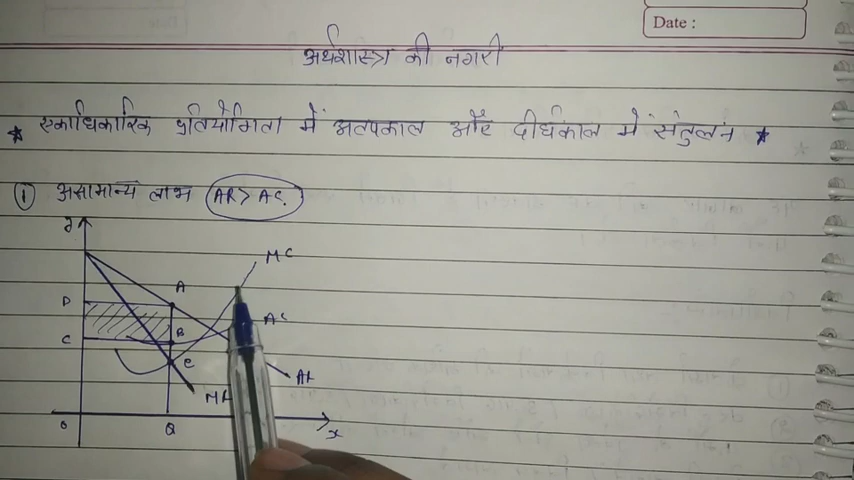 Date :
अर्थशास्त्र की नगरी
* एकाधिकारिक प्रतियोगिता में अल्पकाल और दीर्घकाल में संतुलन *
① असामान्य लाभ (AR > AC.)
y
MC
A
P
B
AC
C
e
AR
MR
o
Q
x